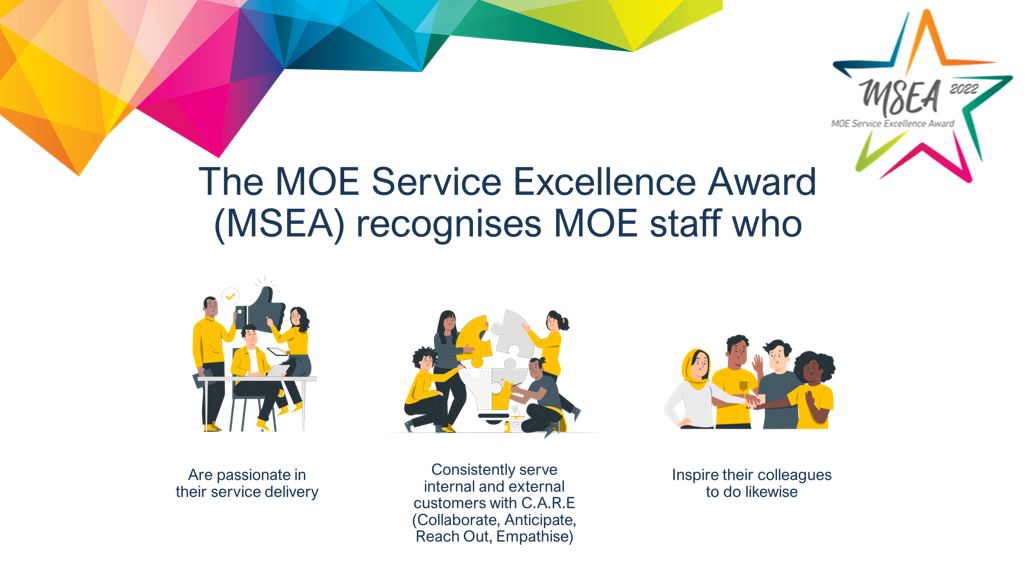 MSEA 2022
MOE Service Excellence Award
The MOE Service Excellence Award
(MSEA) recognises MOE staff who
Are passionate in
their service delivery
Consistently serve
internal and external
customers with C.A.R.E
(Collaborate, Anticipate,
Reach Out, Empathise)
Inspire their colleagues
to do likewise